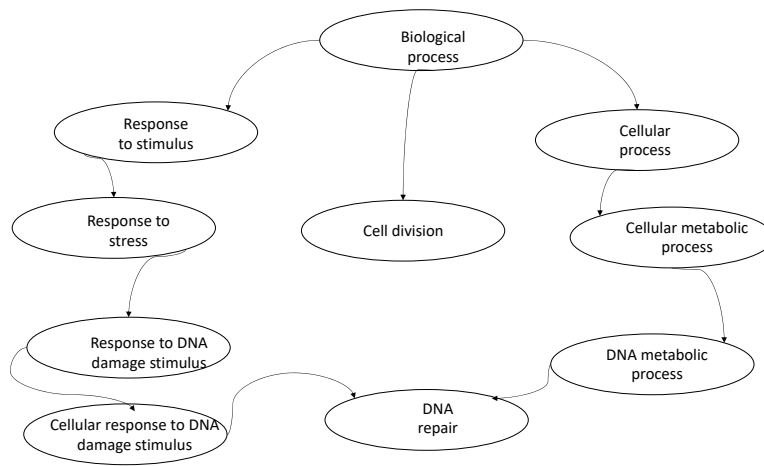 Biological
process
Response
to stimulus
Cellular
process
Response to
stress
Cell division
Cellular metabolic
process
Response to DNA
damage stimulus
DNA metabolic
process
Cellular response to DNA
damage stimulus
DNA
repair